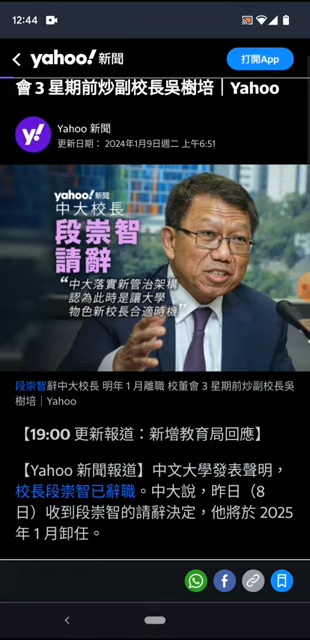 12:44
yahoo!新聞
打開App
會 3 星期前炒副校長吳樹培｜Yahoo
Yahoo 新聞
更新日期： 2024年1月9日週二 上午6:51
yahoo!新聞
中大校長
段崇智
請辭
“中大落實新管治架構
認為此時是讓大學
物色新校長合適時機”
段崇智辭中大校長 明年 1 月離職 校董會 3 星期前炒副校長吳
樹培｜Yahoo
【19:00 更新報道：新增教育局回應】
【Yahoo 新聞報道】中文大學發表聲明，
校長段崇智已辭職。中大說，昨日（8
日）收到段崇智的請辭決定，他將於 2025
年 1 月卸任。